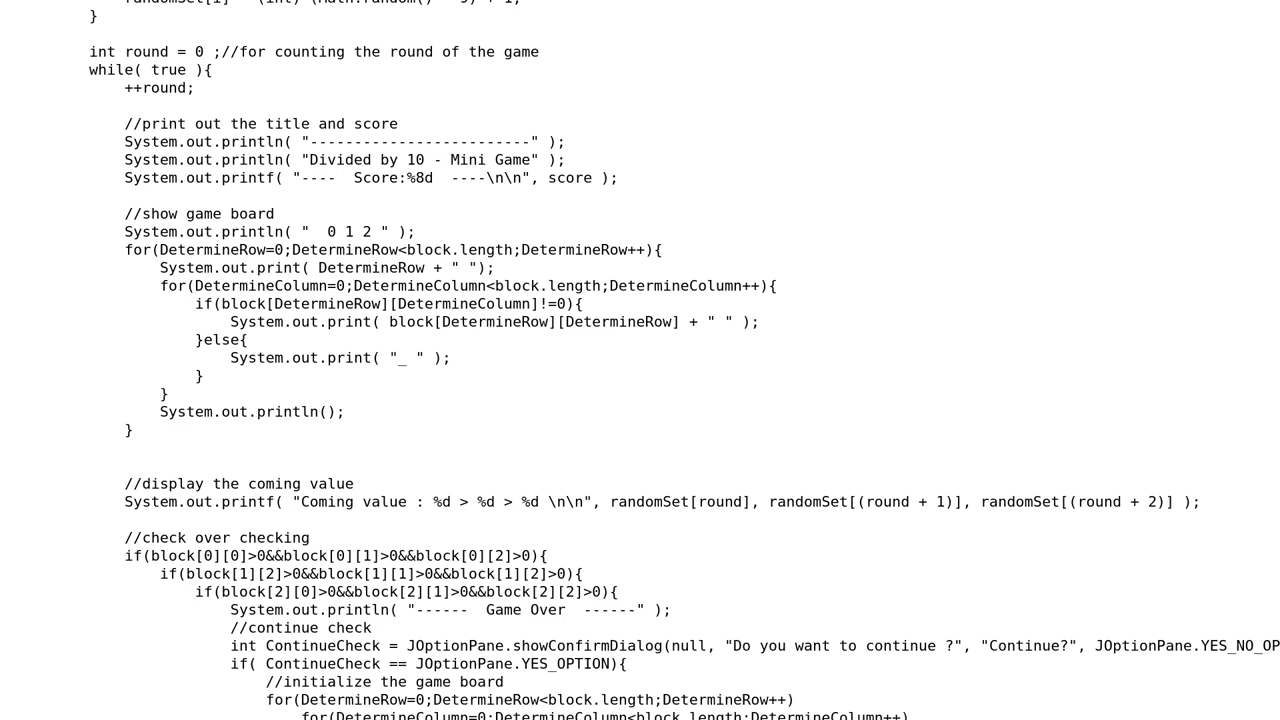 }
int round = 0 ;//for counting the round of the game
while( true ){
++round;
//print out the title and score
System.out.println( "-------------------------" );
System.out.println( "Divided by 10 - Mini Game" );
System.out.printf( "----  Score:%8d  ----\n\n", score );
//show game board
System.out.println( "  0 1 2 " );
for(DetermineRow=0;DetermineRow<block.length;DetermineRow++){
System.out.print( DetermineRow + " ");
for(DetermineColumn=0;DetermineColumn<block.length;DetermineColumn++){
if(block[DetermineRow][DetermineColumn]!=0){
System.out.print( block[DetermineRow][DetermineRow] + " " );
}else{
System.out.print( "_ " );
}
}
System.out.println();
}
//display the coming value
System.out.printf( "Coming value : %d > %d > %d \n\n", randomSet[round], randomSet[(round + 1)], randomSet[(round + 2)] );
//check over checking
if(block[0][0]>0&&block[0][1]>0&&block[0][2]>0){
if(block[1][2]>0&&block[1][1]>0&&block[1][2]>0){
if(block[2][0]>0&&block[2][1]>0&&block[2][2]>0){
System.out.println( "------  Game Over  ------" );
//continue check
int ContinueCheck = JOptionPane.showConfirmDialog(null, "Do you want to continue ?", "Continue?", JOptionPane.YES_NO_OP
if( ContinueCheck == JOptionPane.YES_OPTION){
//initialize the game board
for(DetermineRow=0;DetermineRow<block.length;DetermineRow++)
for(DetermineColumn=0;DetermineColumn<block.length;DetermineColumn++)